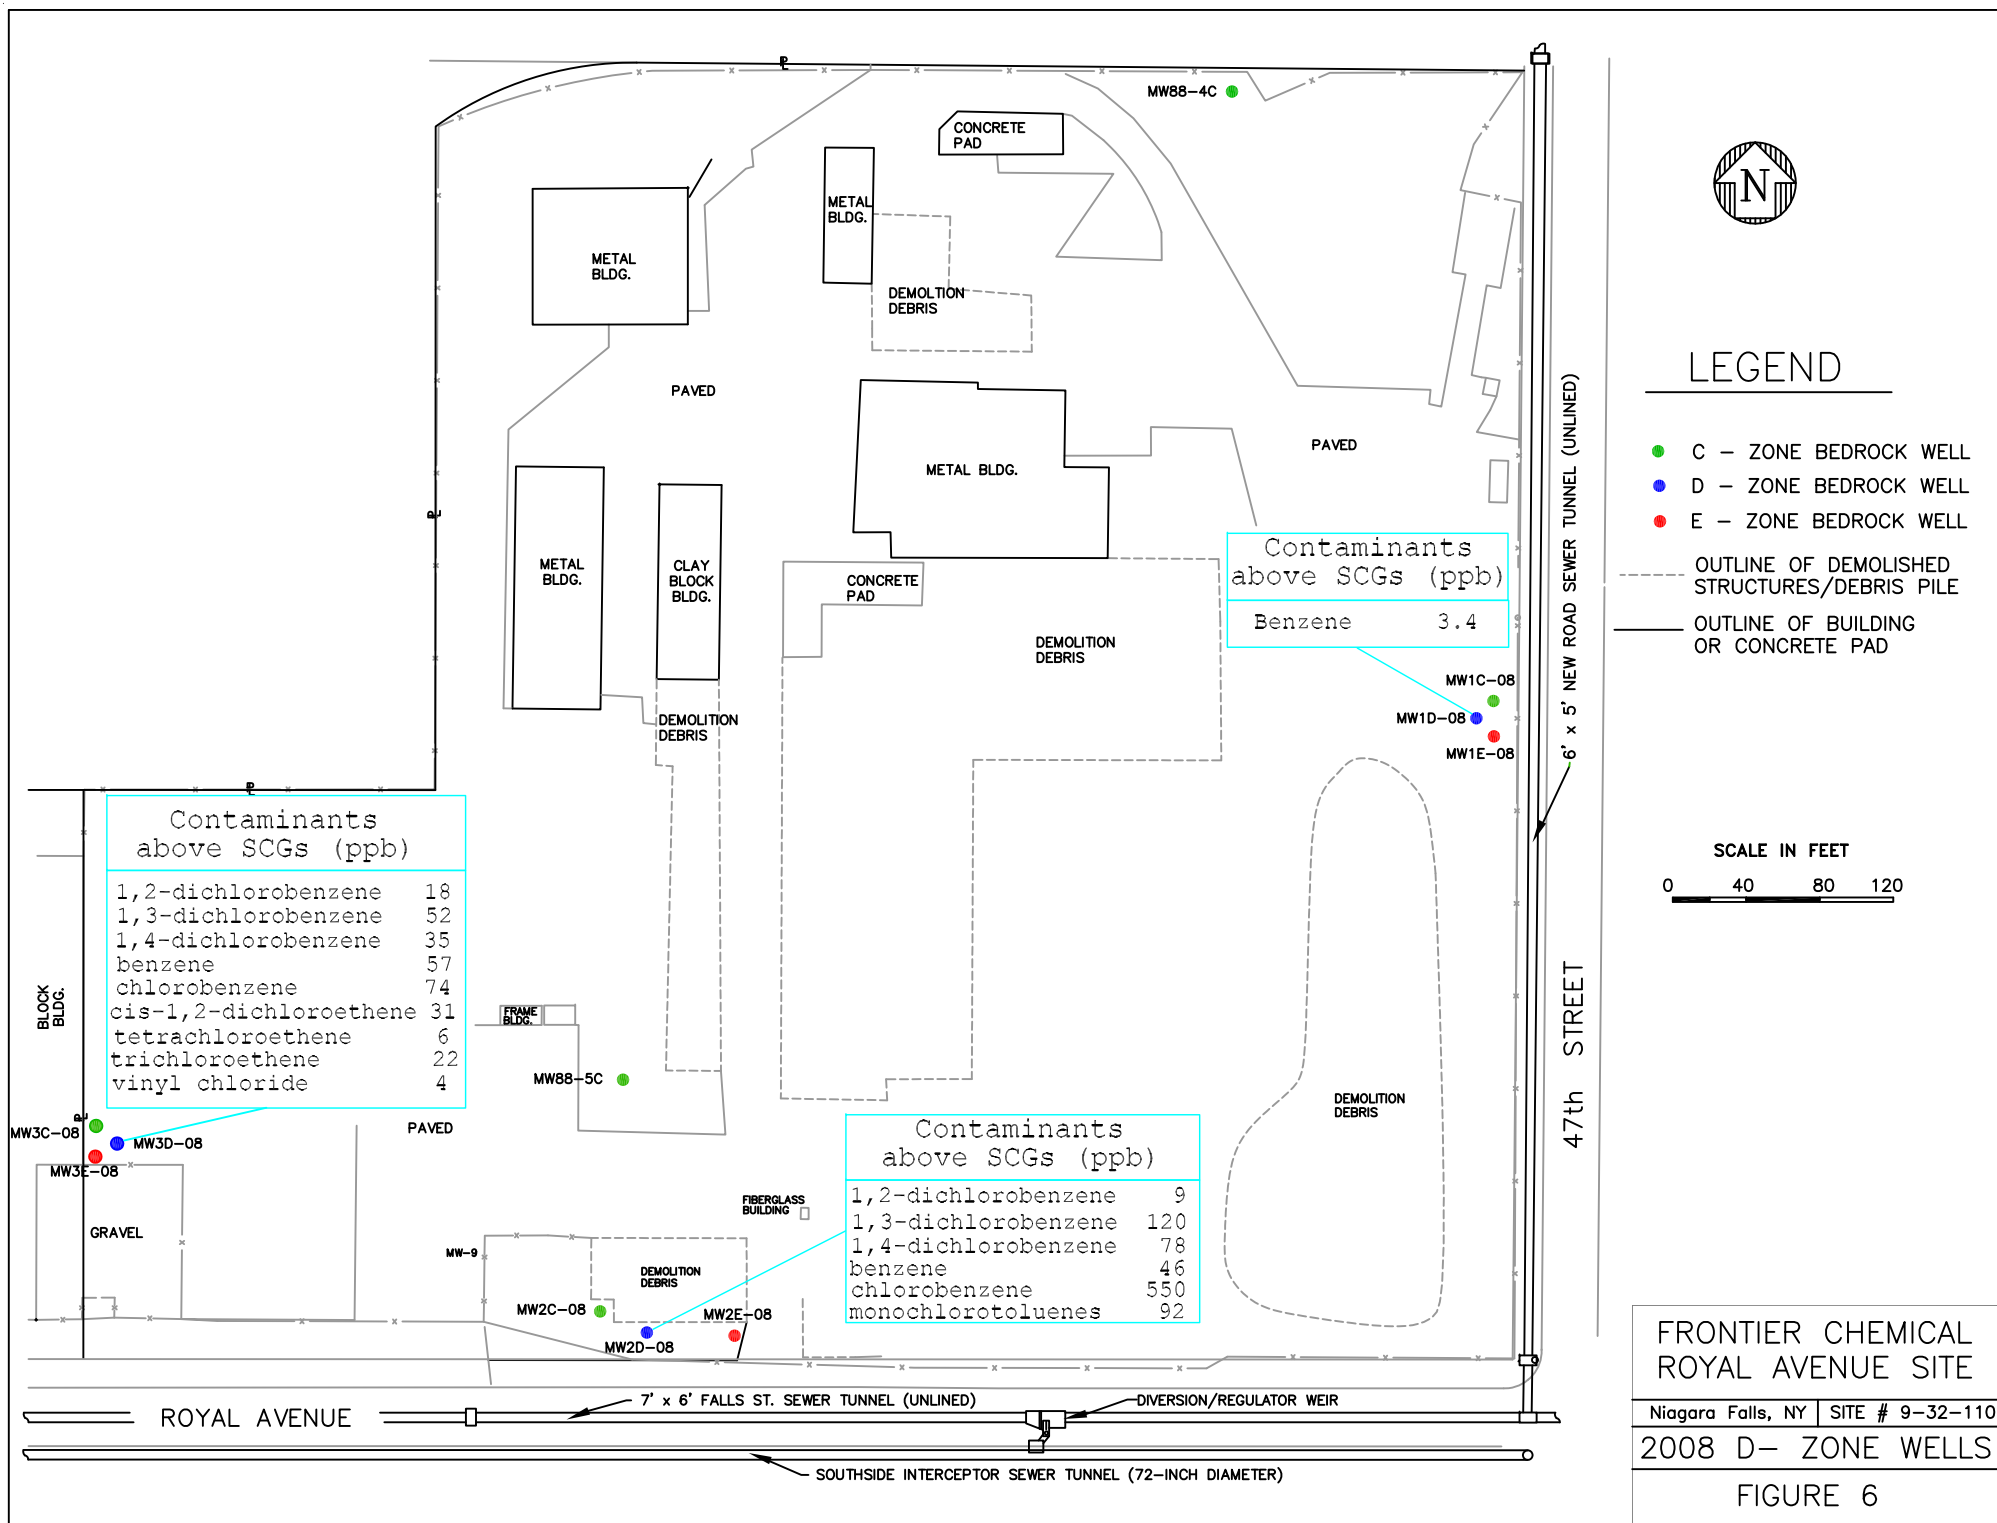 MW88-4C
CONCRETE
PAD
METAL
BLDG.
METAL
BLDG.
DEMOLTION
DEBRIS
PAVED
METAL BLDG.
PAVED
METAL
BLDG.
CLAY
BLOCK
BLDG.
CONCRETE
PAD
DEMOLITION
DEBRIS
DEMOLITION
DEBRIS
Contaminants
above SCGs (ppb)
Benzene 3.4
MW1C-08
MW1D-08
MW1E-08
6' x 5' NEW ROAD SEWER TUNNEL (UNLINED)
47th STREET
N
LEGEND
C - ZONE BEDROCK WELL
D - ZONE BEDROCK WELL
E - ZONE BEDROCK WELL
OUTLINE OF DEMOLISHED
STRUCTURES/DEBRIS PILE
OUTLINE OF BUILDING
OR CONCRETE PAD
SCALE IN FEET
0 40 80 120
Contaminants
above SCGs (ppb)
1,2-dichlorobenzene 18
1,3-dichlorobenzene 52
1,4-dichlorobenzene 35
benzene 57
chlorobenzene 74
cis-1,2-dichloroethene 31
tetrachloroethene 6
trichloroethene 22
vinyl chloride 4
BLOCK
BLDG.
FRAME
BLDG.
MW88-5C
PAVED
MW3C-08
MW3D-08
MW3E-08
GRAVEL
MW-9
FIBERGLASS
BUILDING
DEMOLITION
DEBRIS
MW2C-08
MW2D-08
MW2E-08
Contaminants
above SCGs (ppb)
1,2-dichlorobenzene 9
1,3-dichlorobenzene 120
1,4-dichlorobenzene 78
benzene 46
chlorobenzene 550
monochlorotoluenes 92
DEMOLITION
DEBRIS
7' x 6' FALLS ST. SEWER TUNNEL (UNLINED)
DIVERSION/REGULATOR WEIR
ROYAL AVENUE
SOUTHSIDE INTERCEPTOR SEWER TUNNEL (72-INCH DIAMETER)
FRONTIER CHEMICAL
ROYAL AVENUE SITE
Niagara Falls, NY SITE # 9-32-110
2008 D- ZONE WELLS
FIGURE 6